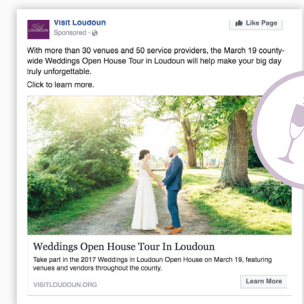 Visit Loudoun
Like Page
Sponsored ·
With more than 30 venues and 50 service providers, the March 19 county-
wide Weddings Open House Tour in Loudoun will help make your big day
truly unforgettable.
Click to learn more.
Weddings Open House Tour In Loudoun
Take part in the 2017 Weddings in Loudoun Open House on March 19, featuring
venues and vendors throughout the county.
VISITLOUDOUN.ORG
Learn More